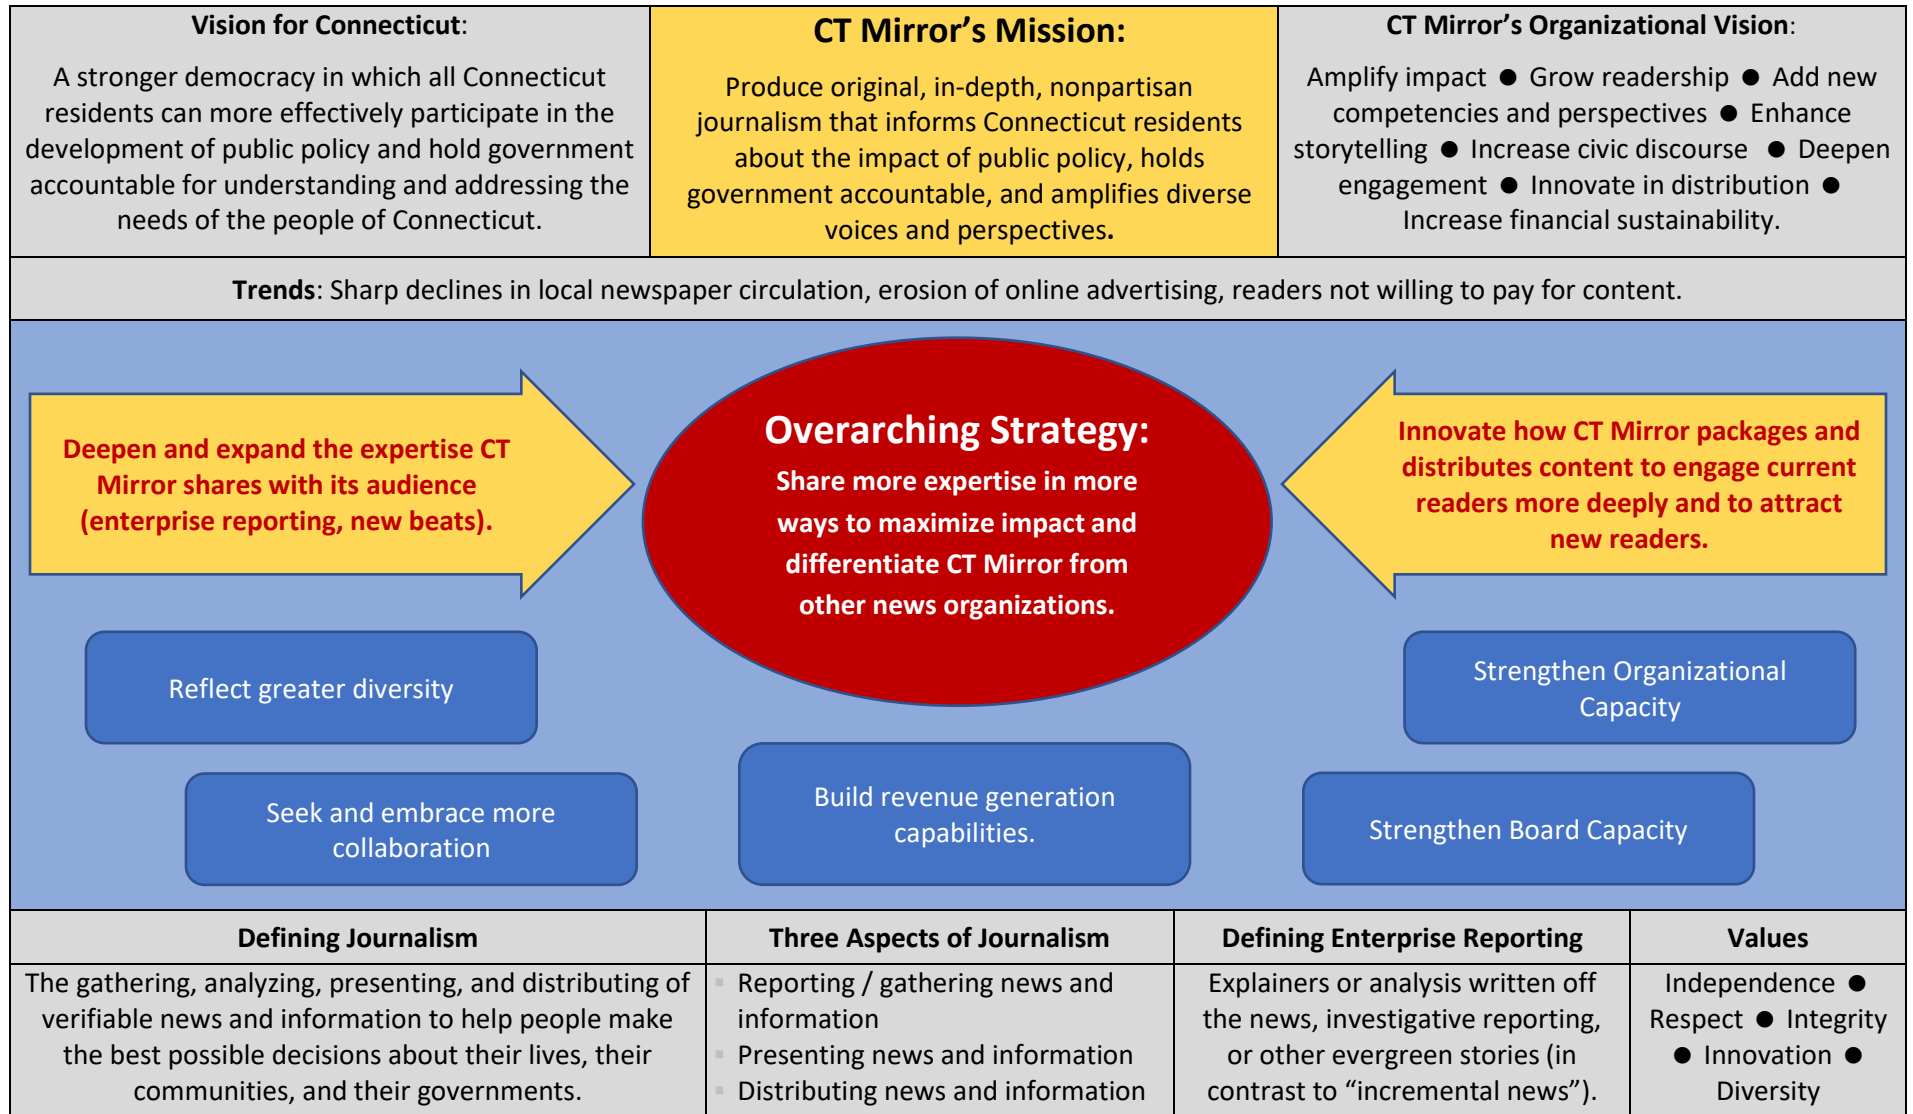 Vision for Connecticut:
A stronger democracy in which all Connecticut
residents can more effectively participate in the
development of public policy and hold government
accountable for understanding and addressing the
needs of the people of Connecticut.
CT Mirror’s Mission:
Produce original, in-depth, nonpartisan
journalism that informs Connecticut residents
about the impact of public policy, holds
government accountable, and amplifies diverse
voices and perspectives.
CT Mirror’s Organizational Vision:
Amplify impact ● Grow readership ● Add new
competencies and perspectives ● Enhance
storytelling ● Increase civic discourse ● Deepen
engagement ● Innovate in distribution ●
Increase financial sustainability.
Trends: Sharp declines in local newspaper circulation, erosion of online advertising, readers not willing to pay for content.
Deepen and expand the expertise CT
Mirror shares with its audience
(enterprise reporting, new beats).
Overarching Strategy:
Share more expertise in more
ways to maximize impact and
differentiate CT Mirror from
other news organizations.
Innovate how CT Mirror packages and
distributes content to engage current
readers more deeply and to attract
new readers.
Reflect greater diversity
Seek and embrace more
collaboration
Build revenue generation
capabilities.
Strengthen Organizational
Capacity
Strengthen Board Capacity
Defining Journalism
The gathering, analyzing, presenting, and distributing of
verifiable news and information to help people make
the best possible decisions about their lives, their
communities, and their governments.
Three Aspects of Journalism
▪ Reporting / gathering news and
information
▪ Presenting news and information
▪ Distributing news and information
Defining Enterprise Reporting
Explainers or analysis written off
the news, investigative reporting,
or other evergreen stories (in
contrast to “incremental news”).
Values
Independence ●
Respect ● Integrity
● Innovation ●
Diversity